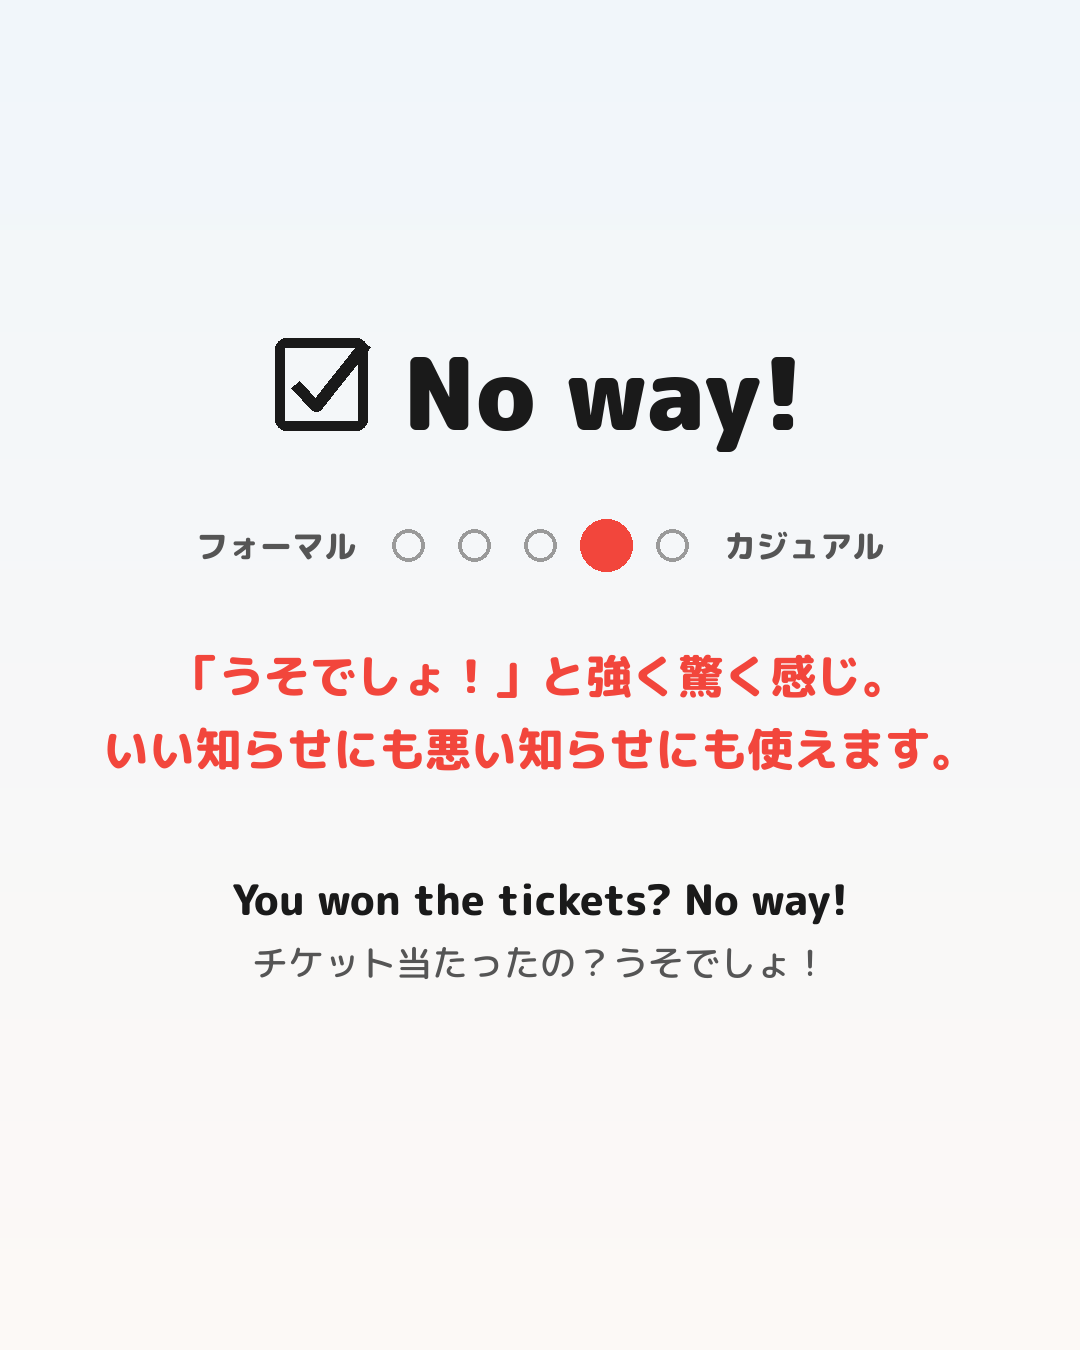 No way!
フォーマル カジュアル
「うそでしょ！」と強く驚く感じ。
いい知らせにも悪い知らせにも使えます。
You won the tickets? No way!
チケット当たったの？うそでしょ！